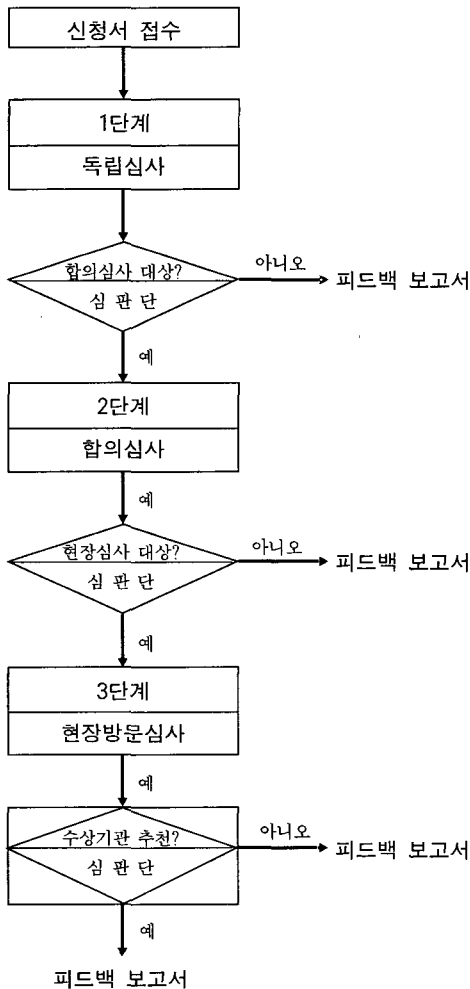 신청서 접수
1단계
독립심사
합의심사 대상?
아니오
심 판 단
피드백 보고서
예
2단계
합의심사
예
현장심사 대상?
아니오
심 판 단
피드백 보고서
예
3단계
현장방문심사
예
수상기관 추천?
아니오
심 판 단
피드백 보고서
예
피드백 보고서